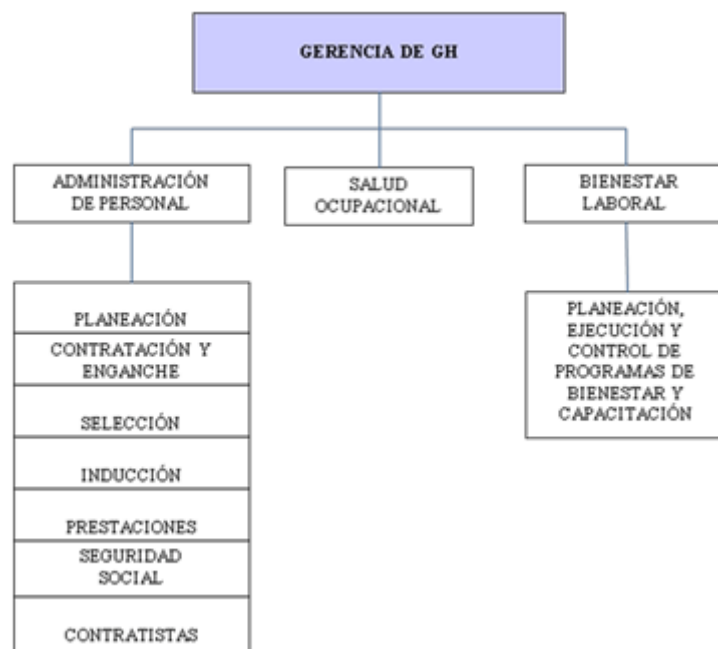 GERENCIA DE GH
ADMINISTRACIÓN
DE PERSONAL
SALUD
OCUPACIONAL
BIENESTAR
LABORAL
PLANEACIÓN
CONTRATACIÓN Y
ENGANCHE
SELECCIÓN
INDUCCIÓN
PRESTACIONES
SEGURIDAD
SOCIAL
CONTRATISTAS
PLANEACIÓN,
EJECUCIÓN Y
CONTROL DE
PROGRAMAS DE
BIENESTAR Y
CAPACITACIÓN